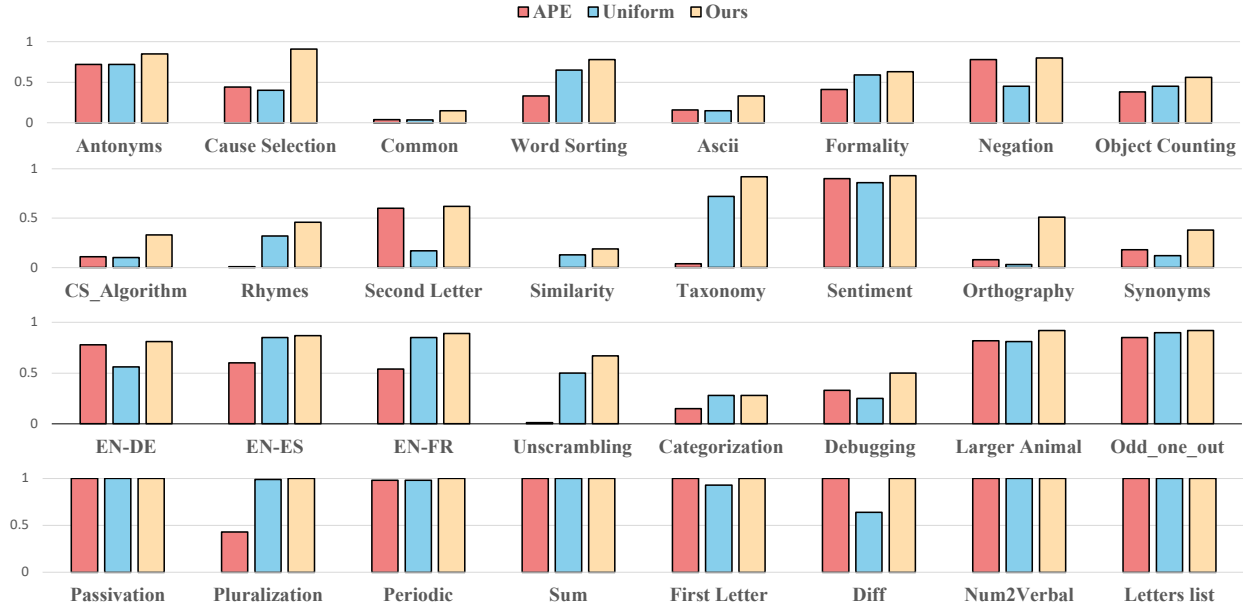 APE Uniform Ours
1
0.5
0
Antonyms Cause Selection Common Word Sorting Ascii Formality Negation Object Counting
1
0.5
0
CS_Algorithm Rhymes Second Letter Similarity Taxonomy Sentiment Orthography Synonyms
1
0.5
0
EN-DE EN-ES EN-FR Unscrambling Categorization Debugging Larger Animal Odd_one_out
1
0.5
0
Passivation Pluralization Periodic Sum First Letter Diff Num2Verbal Letters list